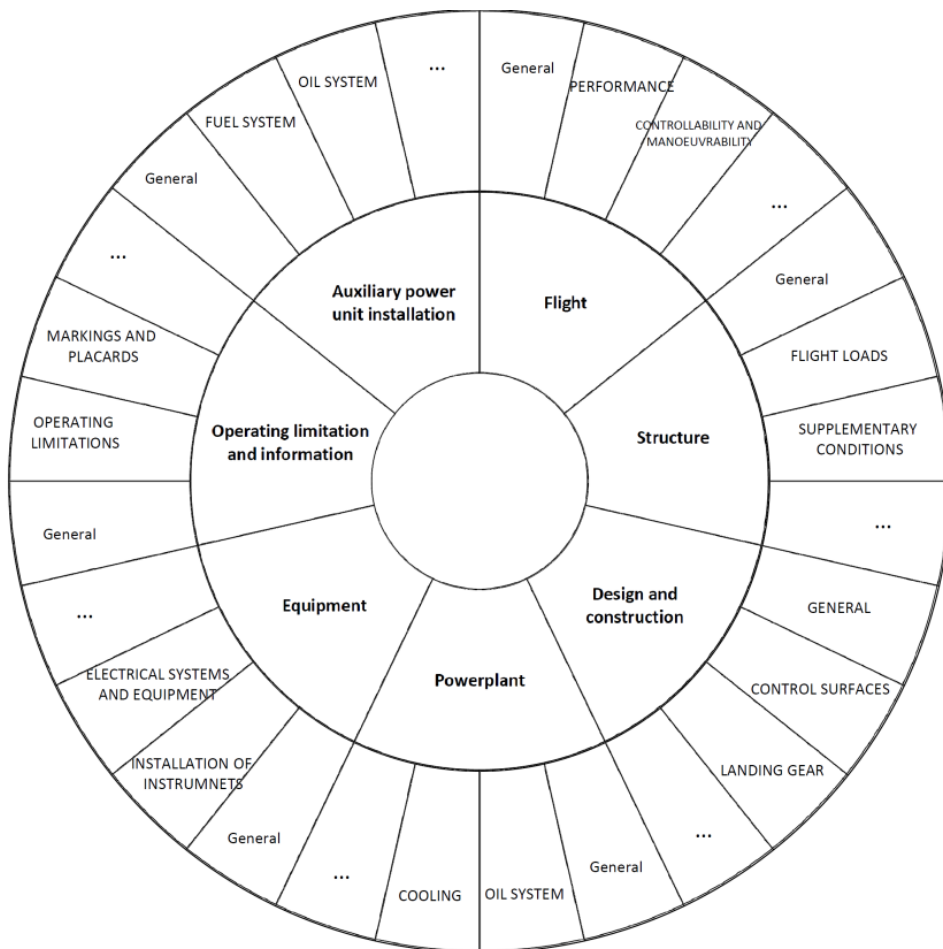 General
PERFORMANCE
CONTROLLABILITY AND
MANOEUVRABILITY
...
General
FLIGHT LOADS
SUPPLEMENTARY
CONDITIONS
...
GENERAL
CONTROL SURFACES
LANDING GEAR
...
General
OIL SYSTEM
COOLING
...
General
INSTALLATION OF
INSTRUMNETS
ELECTRICAL SYSTEMS
AND EQUIPMENT
...
General
OPERATING
LIMITATIONS
MARKINGS AND
PLACARDS
...
General
FUEL SYSTEM
OIL SYSTEM
...
Flight
Structure
Design and
construction
Powerplant
Equipment
Operating limitation
and information
Auxiliary power
unit installation